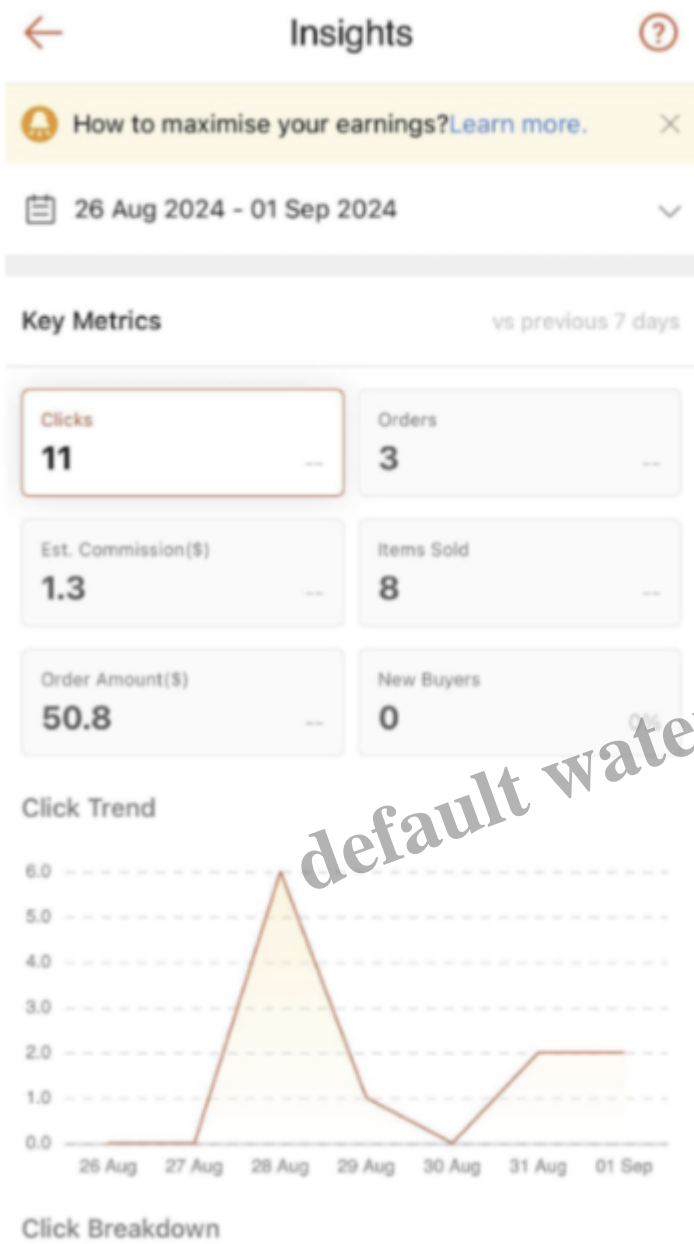 Insights
?
How to maximise your earnings?Learn more.
26 Aug 2024 - 01 Sep 2024
Key Metrics
vs previous 7 days
Clicks
11
--
Orders
3
--
Est. Commission($)
1.3
--
Items Sold
8
--
Order Amount($)
50.8
--
New Buyers
0
0%
default wate
Click Trend
6.0
5.0
4.0
3.0
2.0
1.0
0.0
26 Aug 27 Aug 28 Aug 29 Aug 30 Aug 31 Aug 01 Sep
Click Breakdown